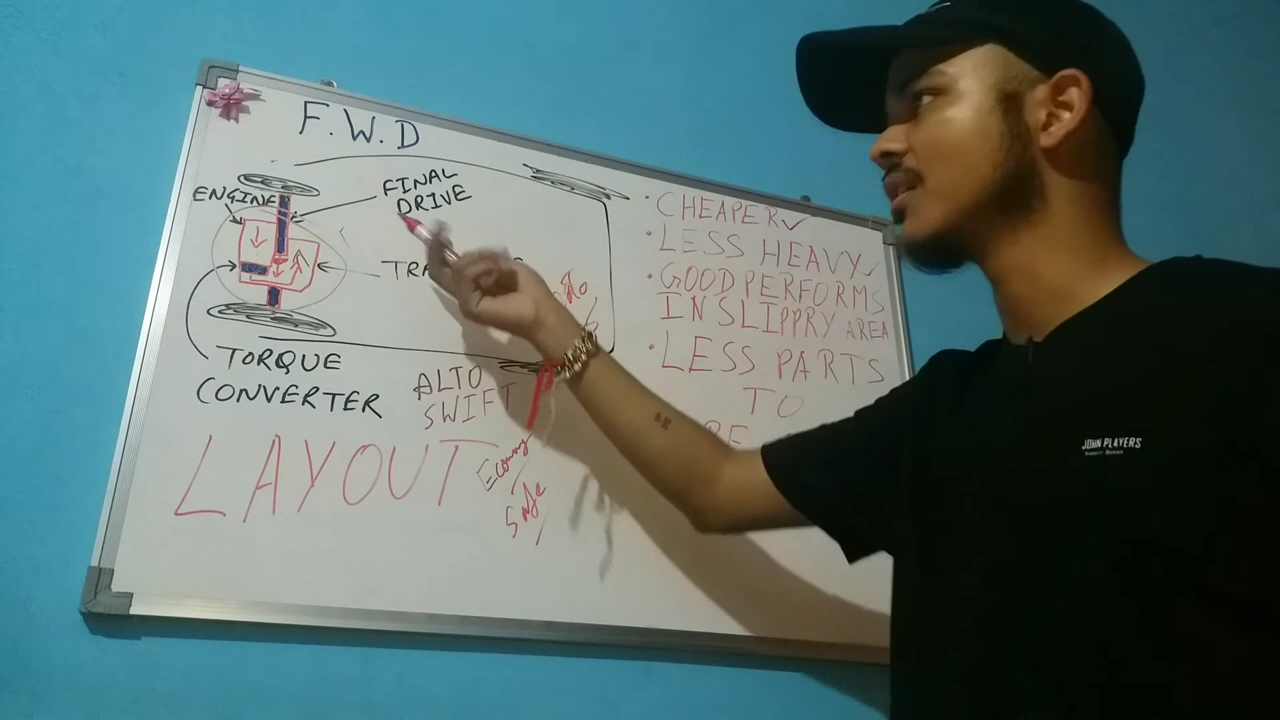 F.W.D
ENGINE
FINAL
DRIVE
TORQUE
CONVERTER
ALTO
SWIFT
LAYOUT
Safe
• CHEAPER✓
• LESS HEAVY✓
• GOOD PERFORMS
IN SLIPPRY AREA
• LESS PARTS
TO
JOHN PLAYERS